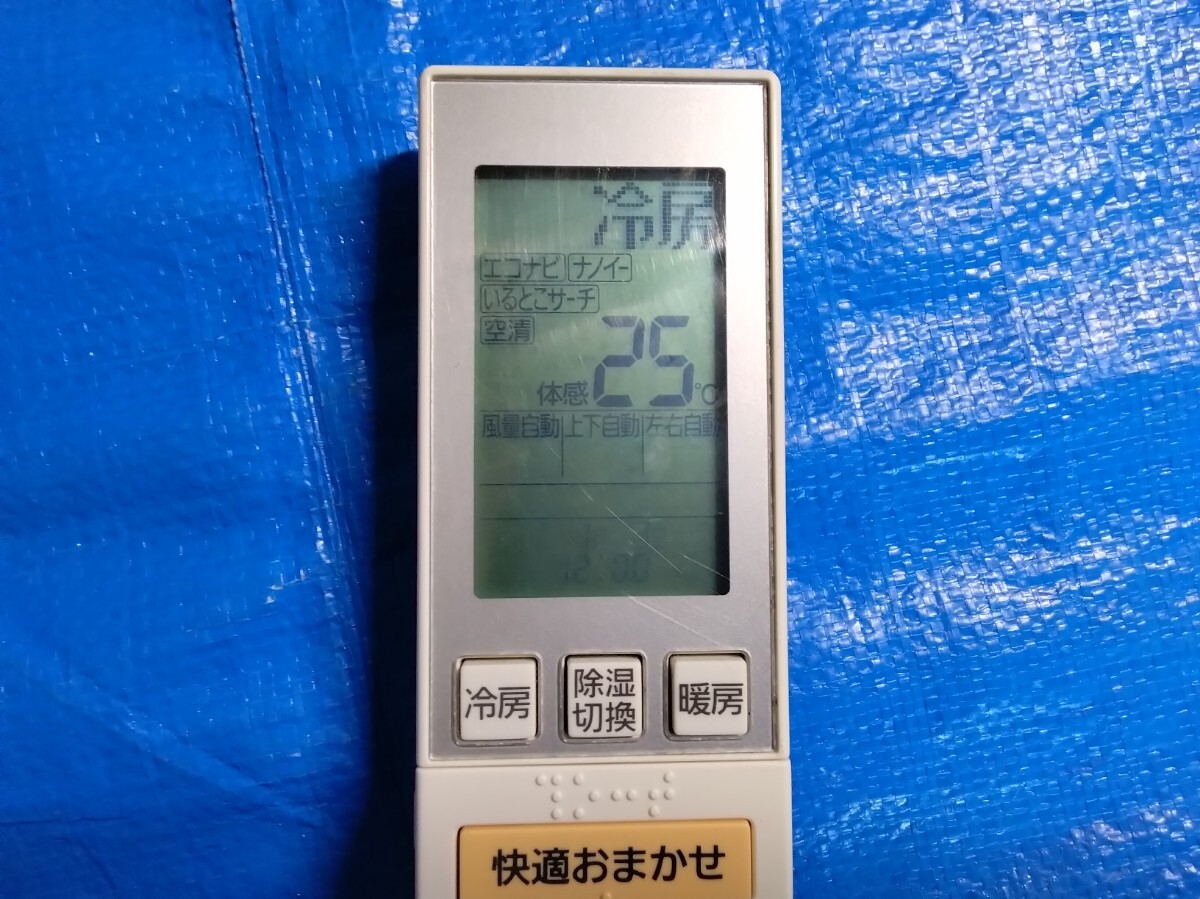 冷房
エコナビ ナノイー
いるとこサーチ
空清
体感 25℃
風量自動 上下自動 左右自動
冷房 除湿切換 暖房
快適おまかせ